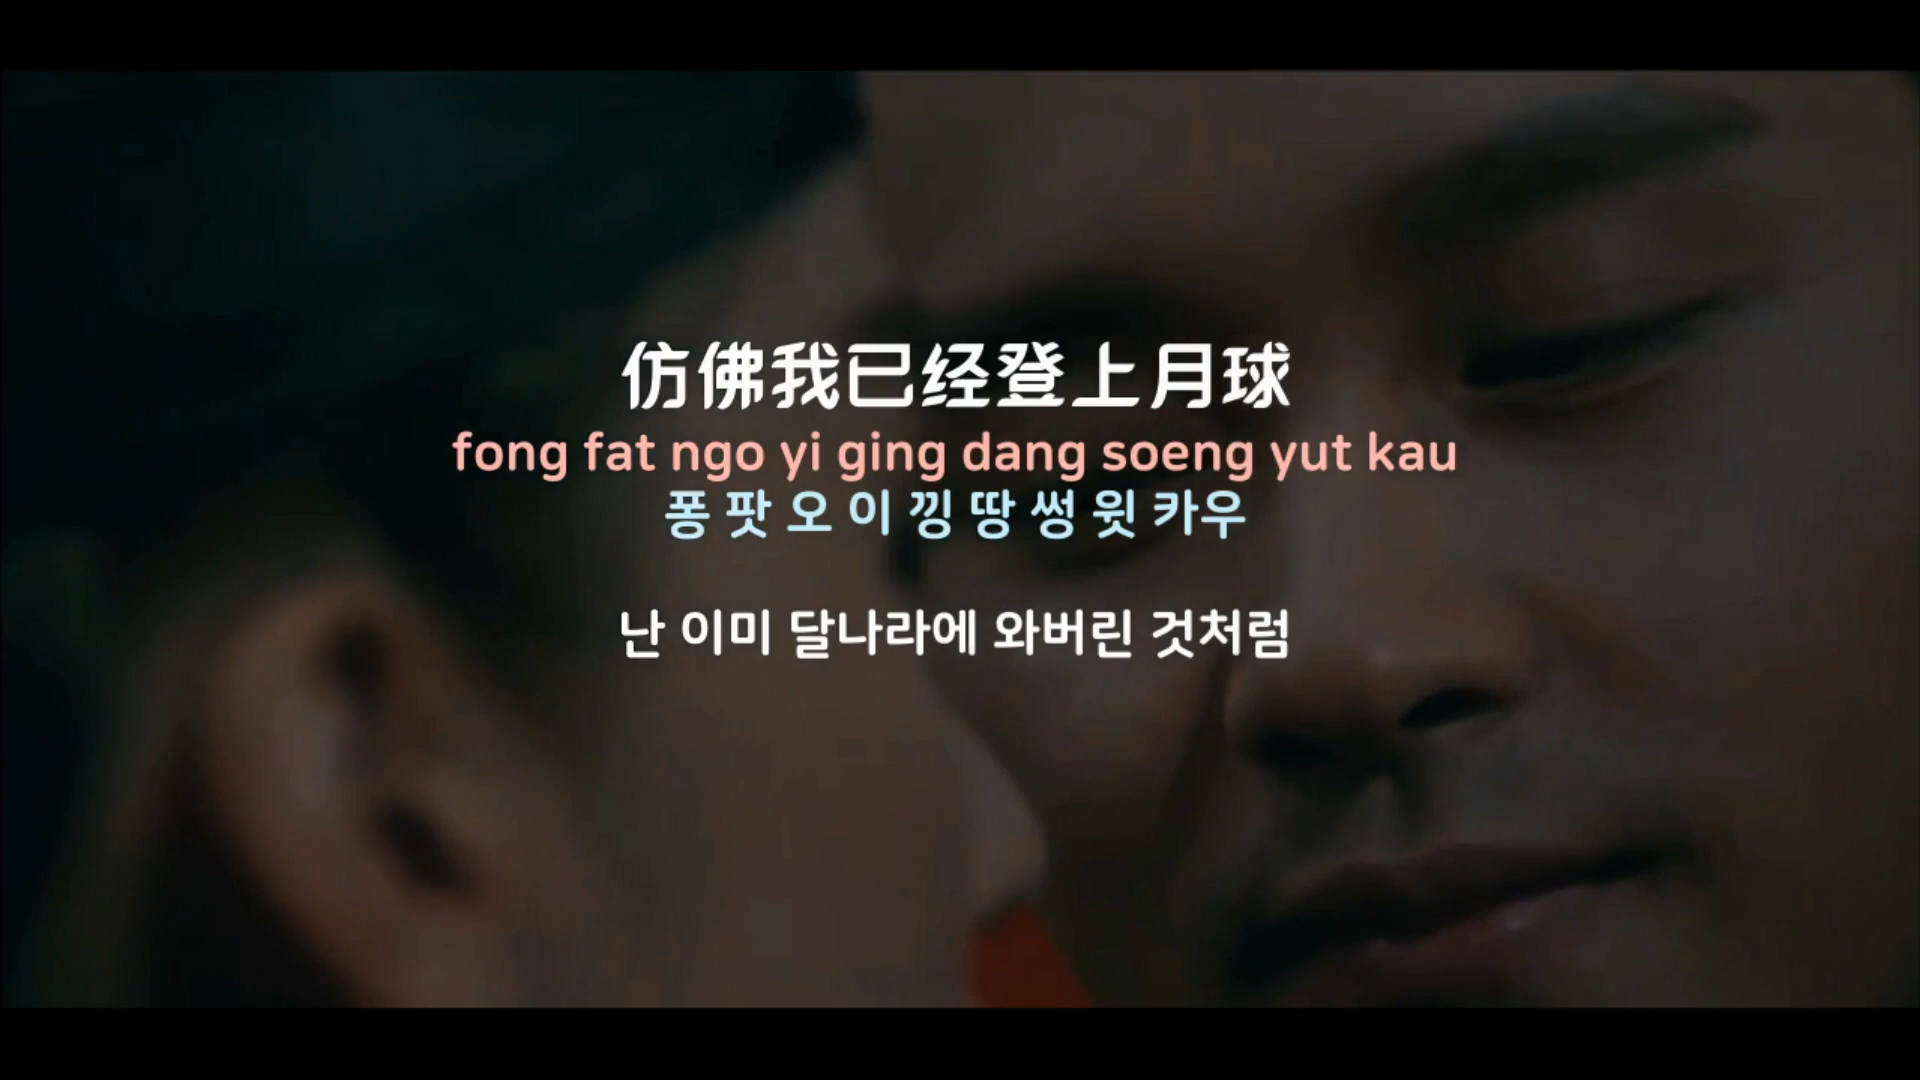 仿佛我已经登上月球
fong fat ngo yi ging dang soeng yut kau
퐁 팟 오 이 낑 땅 썽 윗 카우
난 이미 달나라에 와버린 것처럼